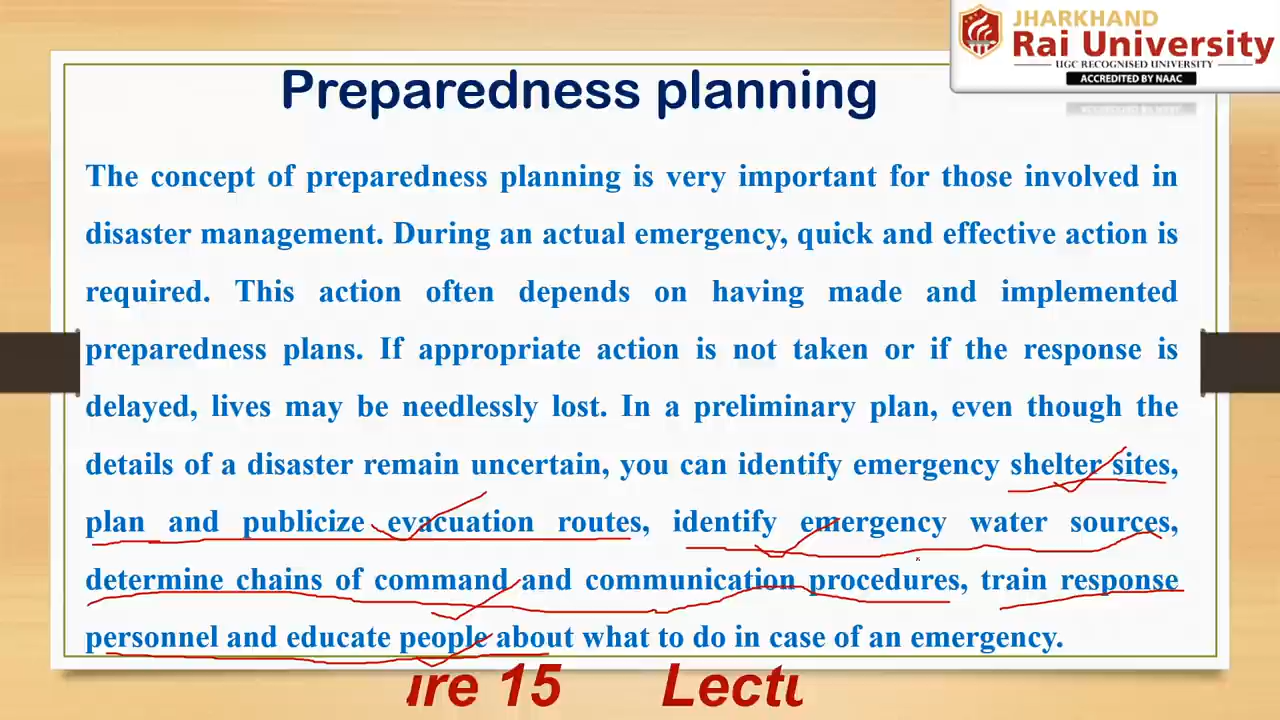 JHARKHAND
Rai University
UGC RECOGNISED UNIVERSITY
ACCREDITED BY NAAC
Preparedness planning
The concept of preparedness planning is very important for those involved in
disaster management. During an actual emergency, quick and effective action is
required. This action often depends on having made and implemented
preparedness plans. If appropriate action is not taken or if the response is
delayed, lives may be needlessly lost. In a preliminary plan, even though the
details of a disaster remain uncertain, you can identify emergency shelter sites,
plan and publicize evacuation routes, identify emergency water sources,
determine chains of command and communication procedures, train response
personnel and educate people about what to do in case of an emergency.
ure 15 Lectu